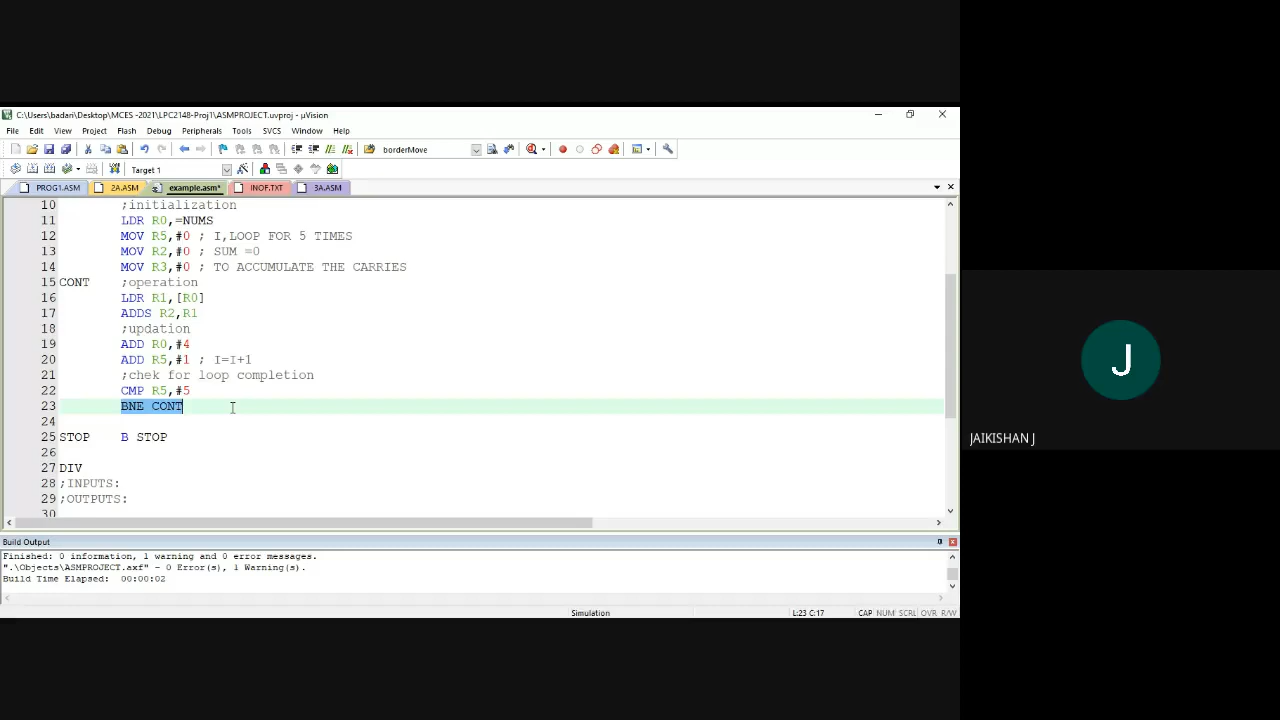 C:\Users\badari\Desktop\MCES -2021\LPC2148-Proj1\ASMPROJECT.uvproj - µVision
File Edit View Project Flash Debug Peripherals Tools SVCS Window Help
borderMove
Target 1
PROG1.ASM 2A.ASM example.asm* INOF.TXT 3A.ASM
10 ;initialization
11 LDR R0,=NUMS
12 MOV R5,#0 ; I,LOOP FOR 5 TIMES
13 MOV R2,#0 ; SUM =0
14 MOV R3,#0 ; TO ACCUMULATE THE CARRIES
15 CONT ;operation
16 LDR R1,[R0]
17 ADDS R2,R1
18 ;updation
19 ADD R0,#4
20 ADD R5,#1 ; I=I+1
21 ;chek for loop completion
22 CMP R5,#5
23 BNE CONT
24
25 STOP B STOP
26
27 DIV
28 ;INPUTS:
29 ;OUTPUTS:
30
Build Output
Finished: 0 information, 1 warning and 0 error messages.
".\Objects\ASMPROJECT.axf" - 0 Error(s), 1 Warning(s).
Build Time Elapsed: 00:00:02
Simulation L:23 C:17 CAP NUM SCRL OVR R/W
J
JAIKISHAN J